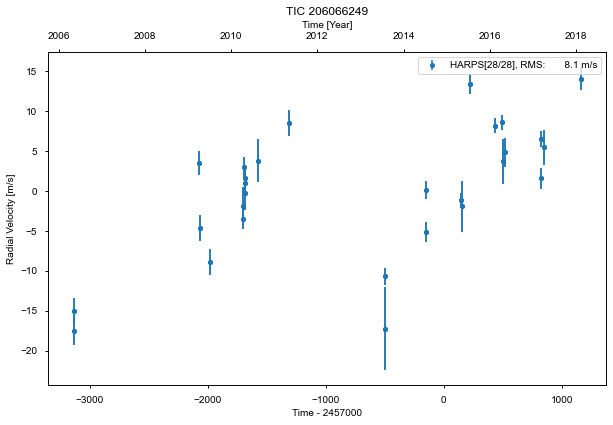 TIC 206066249
Time [Year]
2006 2008 2010 2012 2014 2016 2018
HARPS[28/28], RMS: 8.1 m/s
15
10
5
0
−5
−10
−15
−20
Radial Velocity [m/s]
−3000 −2000 −1000 0 1000
Time - 2457000